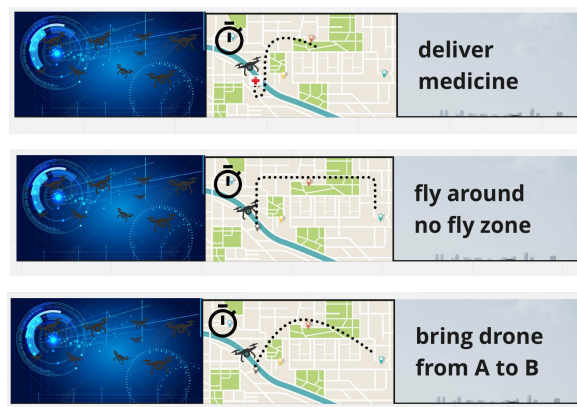 deliver
medicine
fly around
no fly zone
bring drone
from A to B